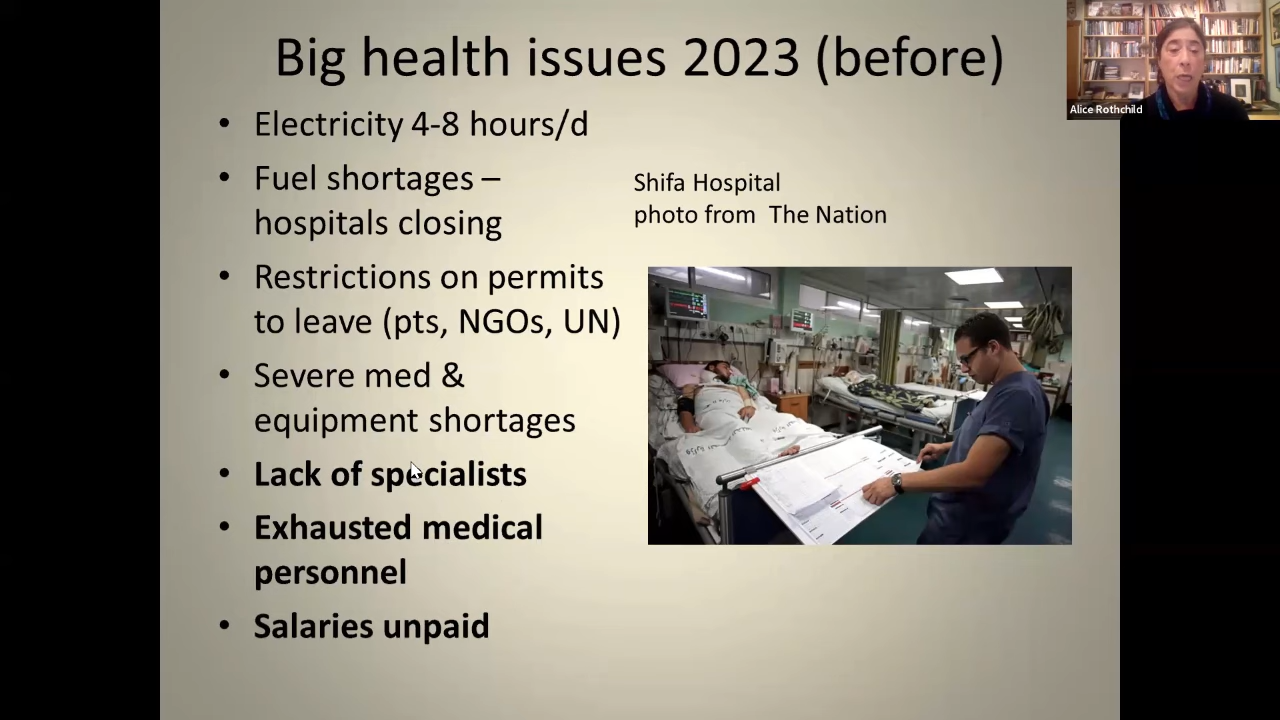 Big health issues 2023 (before)
• Electricity 4-8 hours/d
• Fuel shortages –
hospitals closing
• Restrictions on permits
to leave (pts, NGOs, UN)
• Severe med &
equipment shortages
• Lack of specialists
• Exhausted medical
personnel
• Salaries unpaid
Shifa Hospital
photo from The Nation
Alice Rothchild